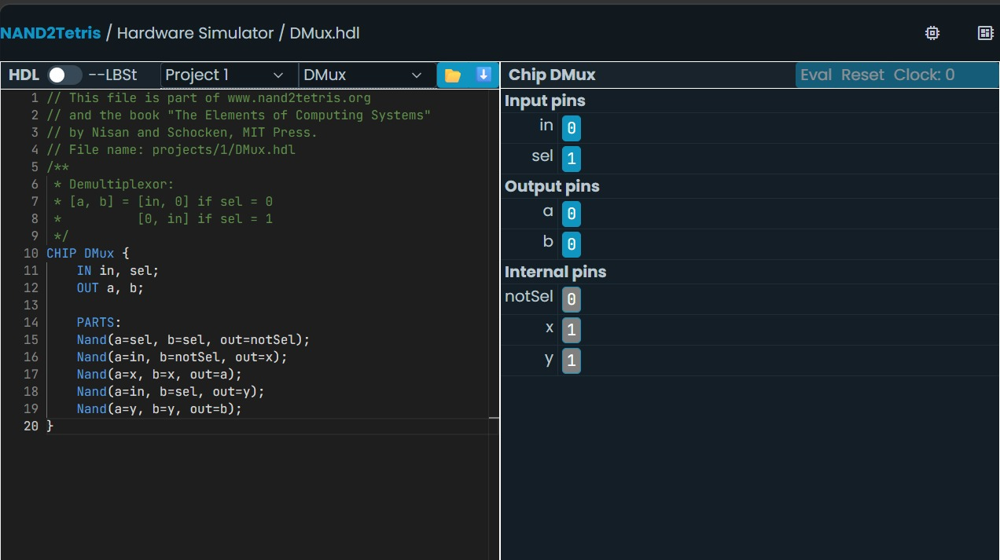 NAND2Tetris / Hardware Simulator / DMux.hdl
HDL --LBSt Project 1 DMux
1 // This file is part of www.nand2tetris.org
2 // and the book "The Elements of Computing Systems"
3 // by Nisan and Schocken, MIT Press.
4 // File name: projects/1/DMux.hdl
5 /**
6 * Demultiplexor:
7 * [a, b] = [in, 0] if sel = 0
8 * [0, in] if sel = 1
9 */
10 CHIP DMux {
11 IN in, sel;
12 OUT a, b;
13
14 PARTS:
15 Nand(a=sel, b=sel, out=notSel);
16 Nand(a=in, b=notSel, out=x);
17 Nand(a=x, b=x, out=a);
18 Nand(a=in, b=sel, out=y);
19 Nand(a=y, b=y, out=b);
20 }
Chip DMux Eval Reset Clock: 0
Input pins
in 0
sel 1
Output pins
a 0
b 0
Internal pins
notSel 0
x 1
y 1